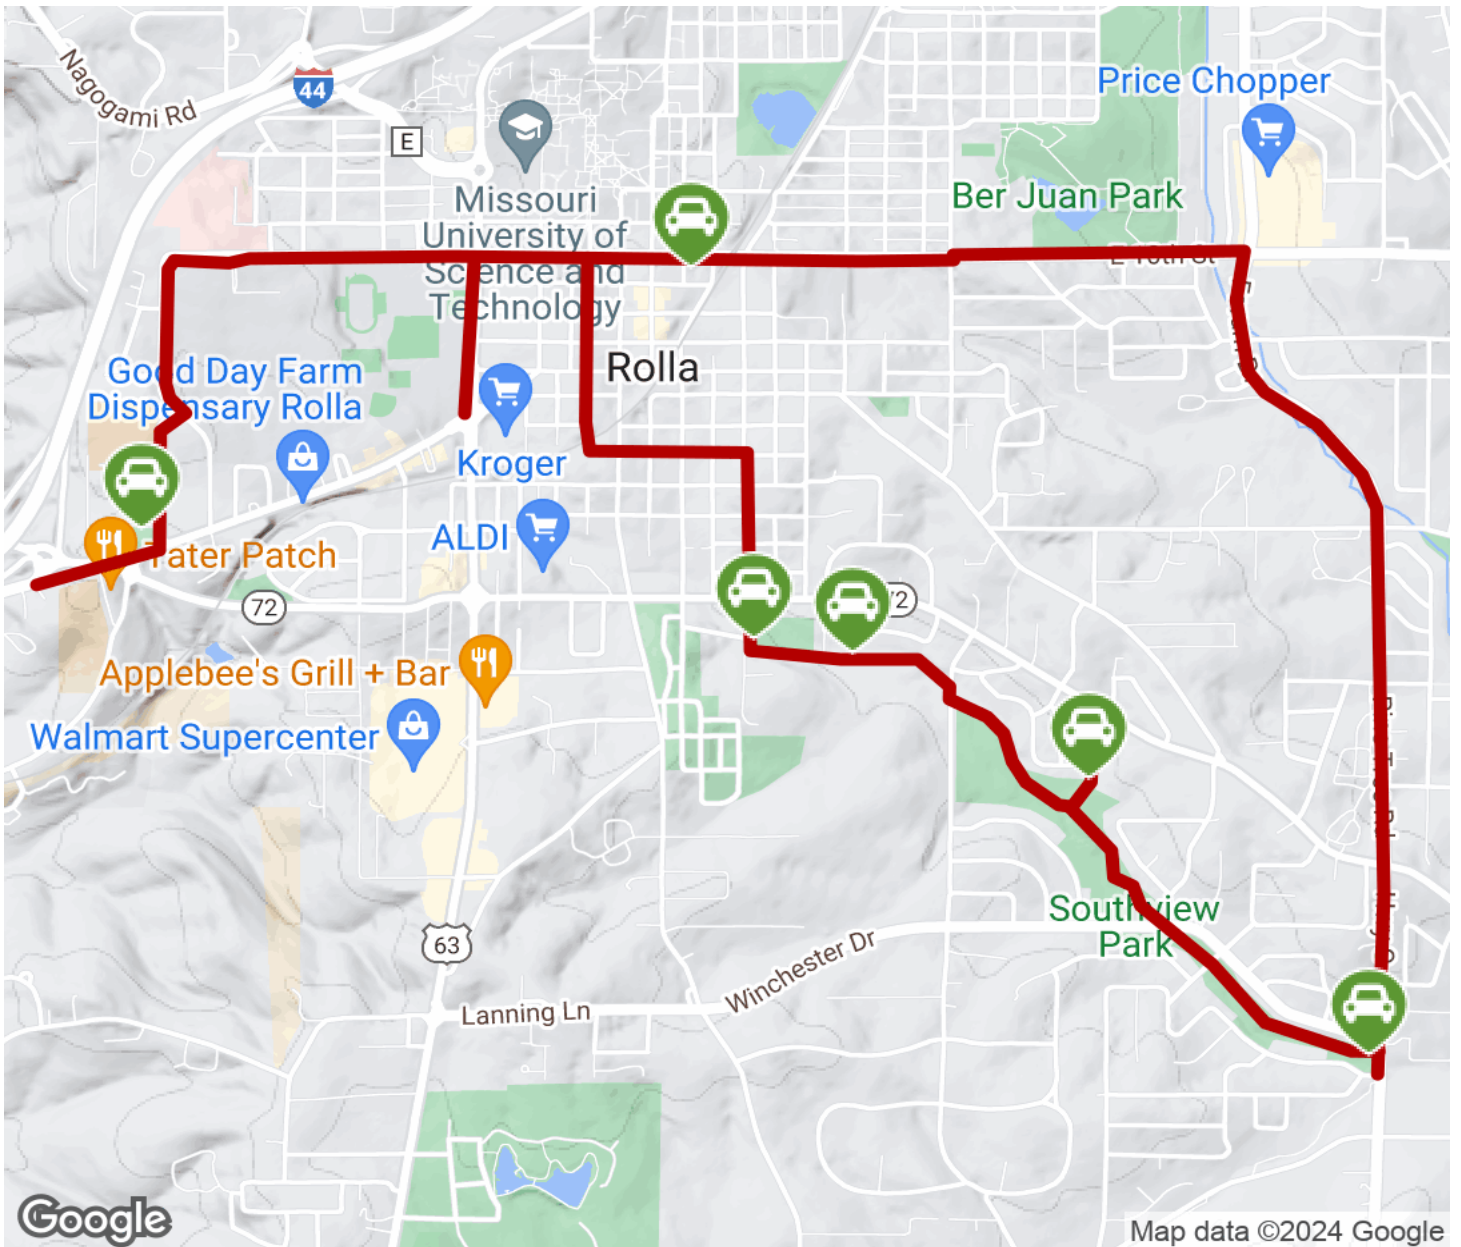 Nagogami Rd
44
E
Price Chopper
Missouri
University of
Science and
Technology
Ber Juan Park
E 10th St
Rolla
Good Day Farm
Dispensary Rolla
Kroger
ALDI
Tater Patch
72
Applebee's Grill + Bar
Walmart Supercenter
Southview
Park
63
Winchester Dr
Lanning Ln
Google
Map data ©2024 Google